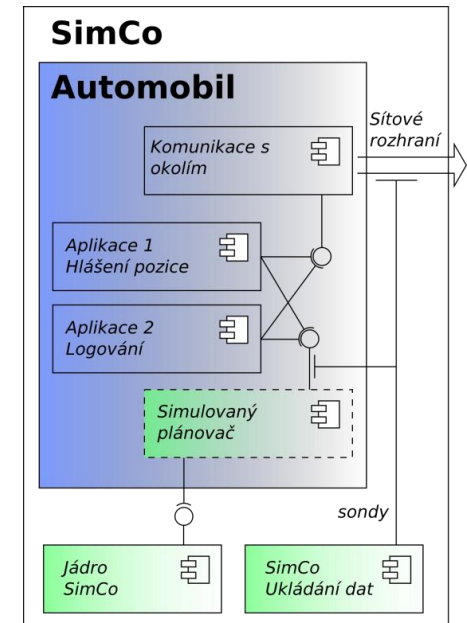 SimCo
Automobil
Sítové
rozhraní
Komunikace s
okolím
Aplikace 1
Hlášení pozice
Aplikace 2
Logování
Simulovaný
plánovač
sondy
Jádro
SimCo
SimCo
Ukládání dat